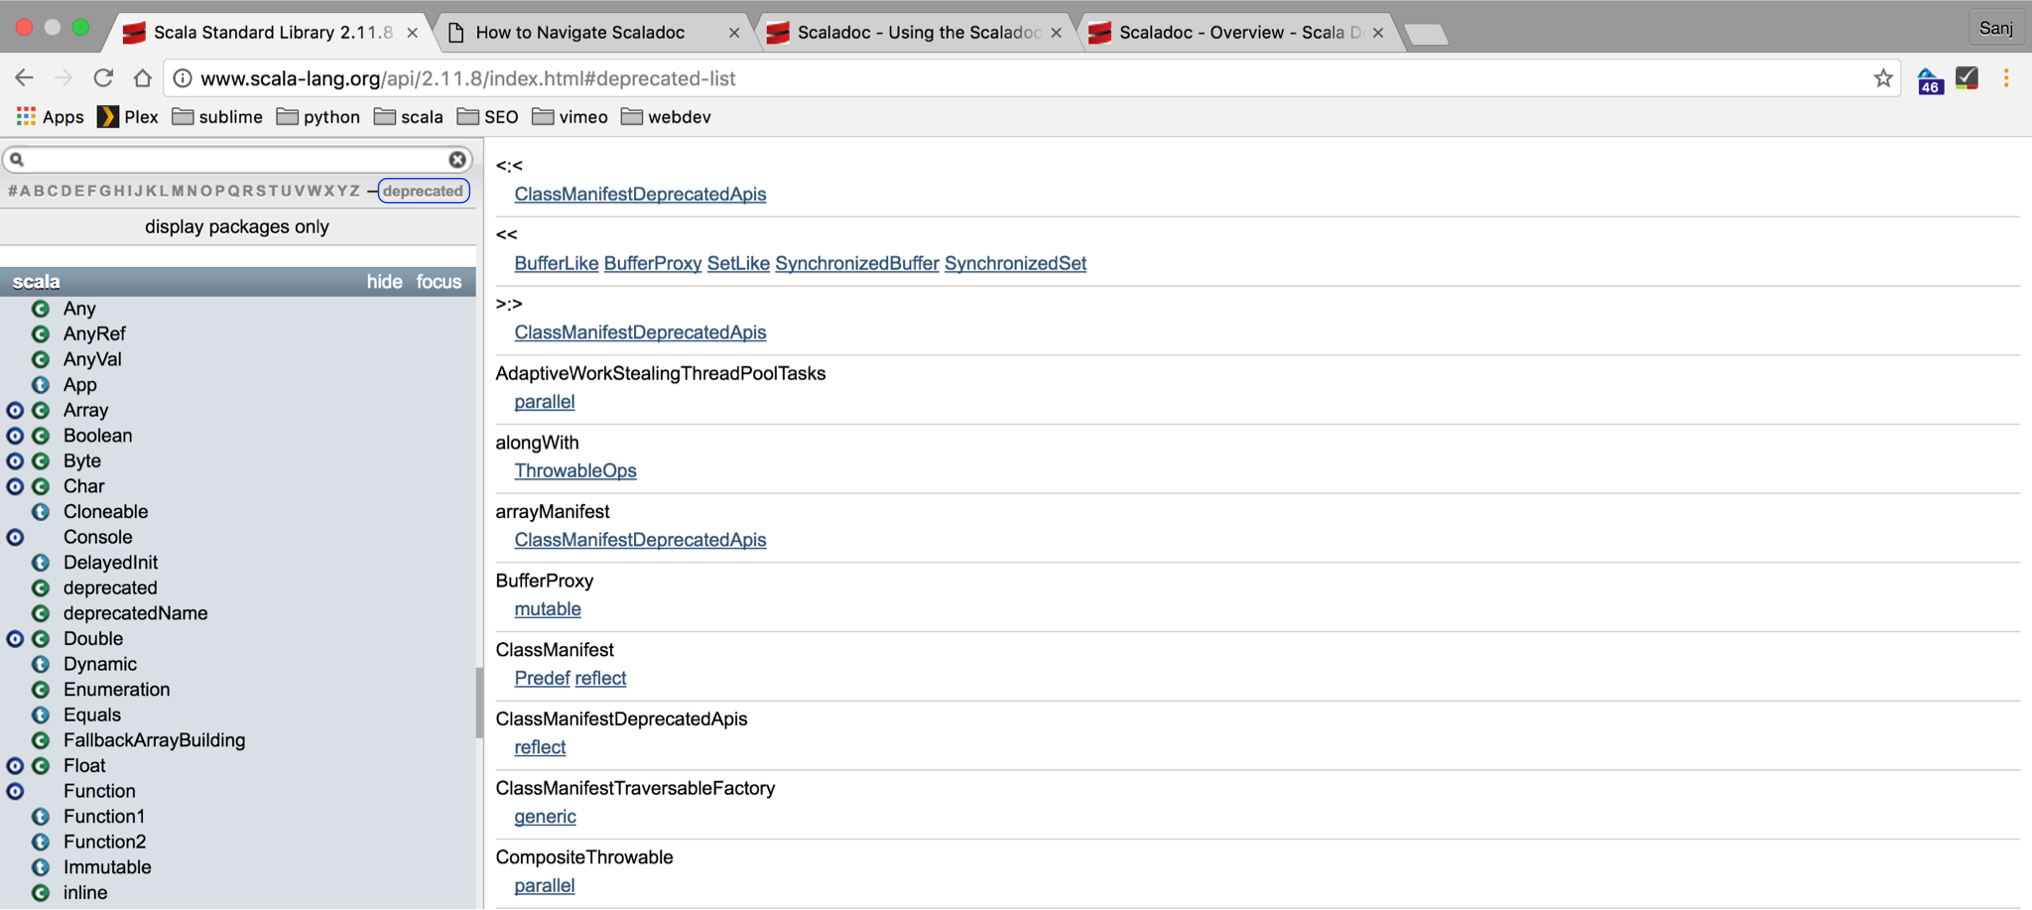 Scala Standard Library 2.11.8
How to Navigate Scaladoc
Scaladoc - Using the Scaladoc
Scaladoc - Overview - Scala D
Sanj
www.scala-lang.org/api/2.11.8/index.html#deprecated-list
46
Apps
Plex
sublime
python
scala
SEO
vimeo
webdev
#ABCDEFGHIJKLMNOPQRSTUVWXYZ – deprecated
display packages only
scala hide focus
Any
AnyRef
AnyVal
App
Array
Boolean
Byte
Char
Cloneable
Console
DelayedInit
deprecated
deprecatedName
Double
Dynamic
Enumeration
Equals
FallbackArrayBuilding
Float
Function
Function1
Function2
Immutable
inline
<:<
ClassManifestDeprecatedApis
<<
BufferLike BufferProxy SetLike SynchronizedBuffer SynchronizedSet
>:>
ClassManifestDeprecatedApis
AdaptiveWorkStealingThreadPoolTasks
parallel
alongWith
ThrowableOps
arrayManifest
ClassManifestDeprecatedApis
BufferProxy
mutable
ClassManifest
Predef reflect
ClassManifestDeprecatedApis
reflect
ClassManifestTraversableFactory
generic
CompositeThrowable
parallel